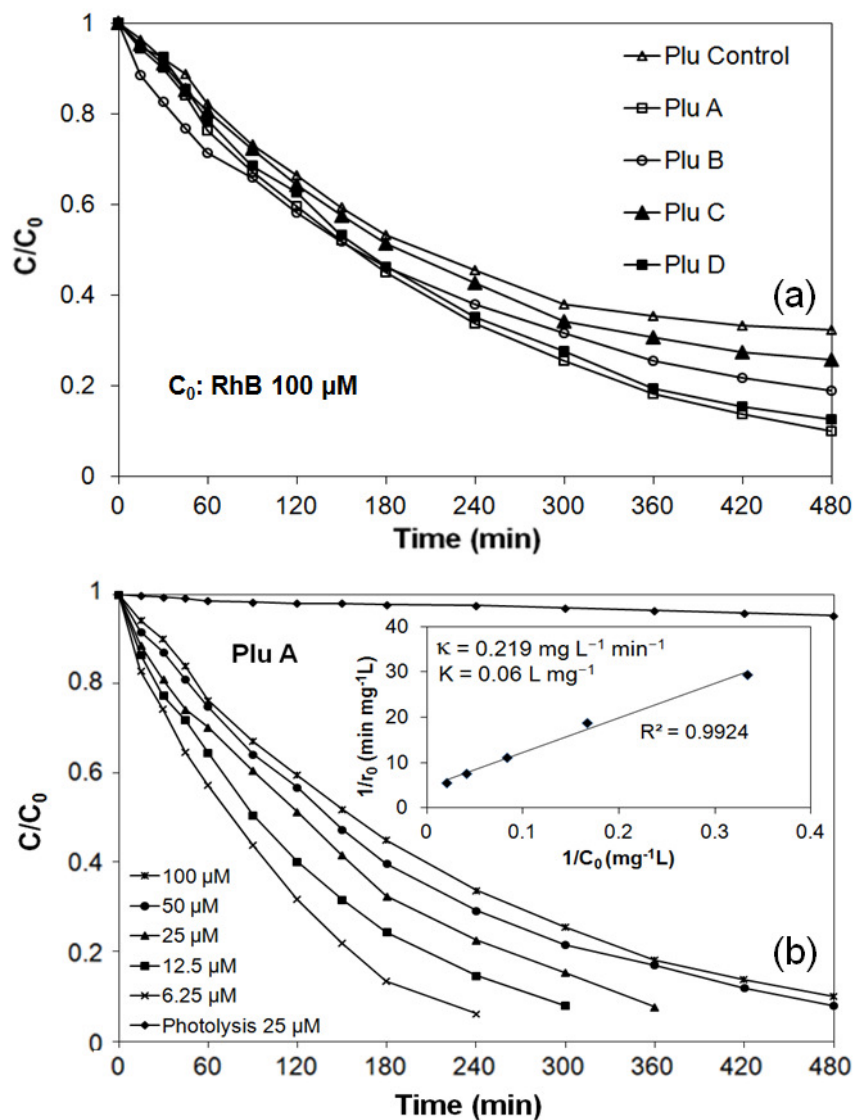 1
0.8
0.6
0.4
0.2
0
C/C₀
Plu Control
Plu A
Plu B
Plu C
Plu D
(a)
C₀: RhB 100 µM
0 60 120 180 240 300 360 420 480
Time (min)
1
0.8
0.6
0.4
0.2
0
C/C₀
Plu A
40
30
20
10
0
1/r₀ (min mg⁻¹L)
κ = 0.219 mg L⁻¹ min⁻¹
K = 0.06 L mg⁻¹
R² = 0.9924
0 0.1 0.2 0.3 0.4
1/C₀ (mg⁻¹L)
100 µM
50 µM
25 µM
12.5 µM
6.25 µM
Photolysis 25 µM
(b)
0 60 120 180 240 300 360 420 480
Time (min)